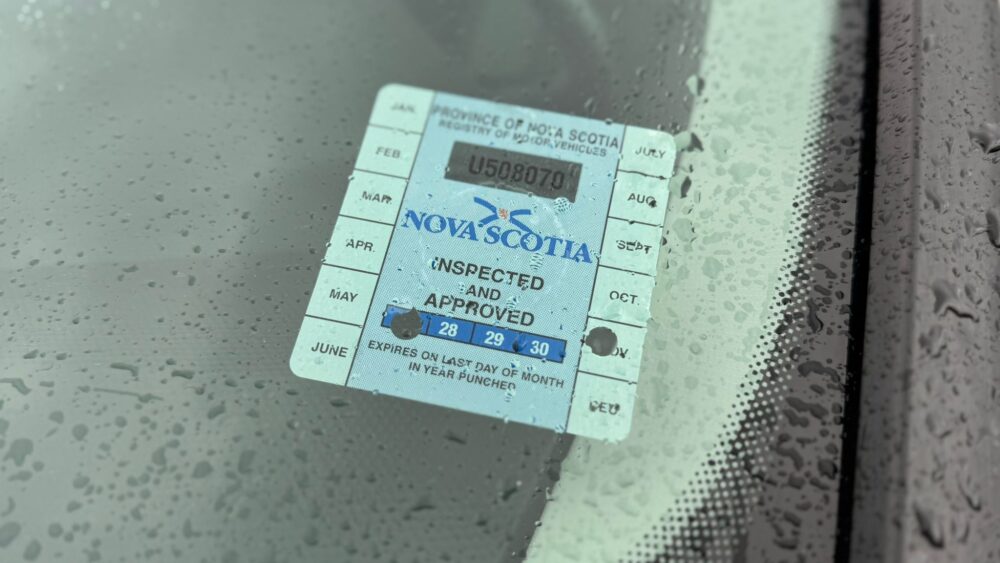 PROVINCE OF NOVA SCOTIA
REGISTRY OF MOTOR VEHICLES
U508070
NOVA SCOTIA
INSPECTED
AND
APPROVED
28 29 30
EXPIRES ON LAST DAY OF MONTH
IN YEAR PUNCHED
JAN.
FEB.
MAR.
APR.
MAY
JUNE
JULY
AUG.
SEPT
OCT.
DEC.